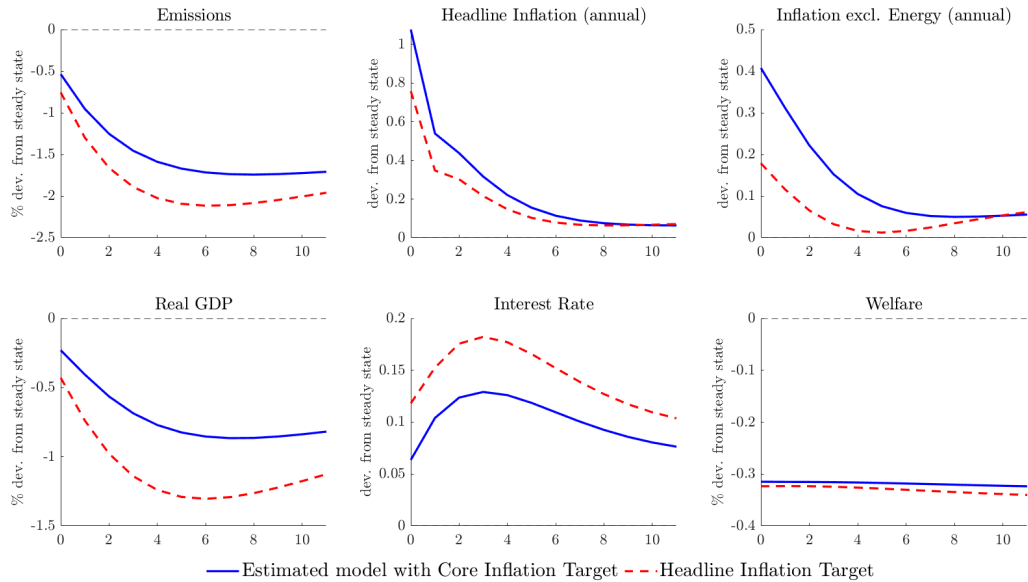 Emissions
% dev. from steady state
0
-0.5
-1
-1.5
-2
-2.5
0 2 4 6 8 10
Headline Inflation (annual)
dev. from steady state
1
0.8
0.6
0.4
0.2
0
0 2 4 6 8 10
Inflation excl. Energy (annual)
dev. from steady state
0.5
0.4
0.3
0.2
0.1
0
0 2 4 6 8 10
Real GDP
% dev. from steady state
0
-0.5
-1
-1.5
0 2 4 6 8 10
Interest Rate
dev. from steady state
0.2
0.15
0.1
0.05
0
0 2 4 6 8 10
Welfare
% dev. from steady state
0
-0.1
-0.2
-0.3
-0.4
0 2 4 6 8 10
Estimated model with Core Inflation Target Headline Inflation Target